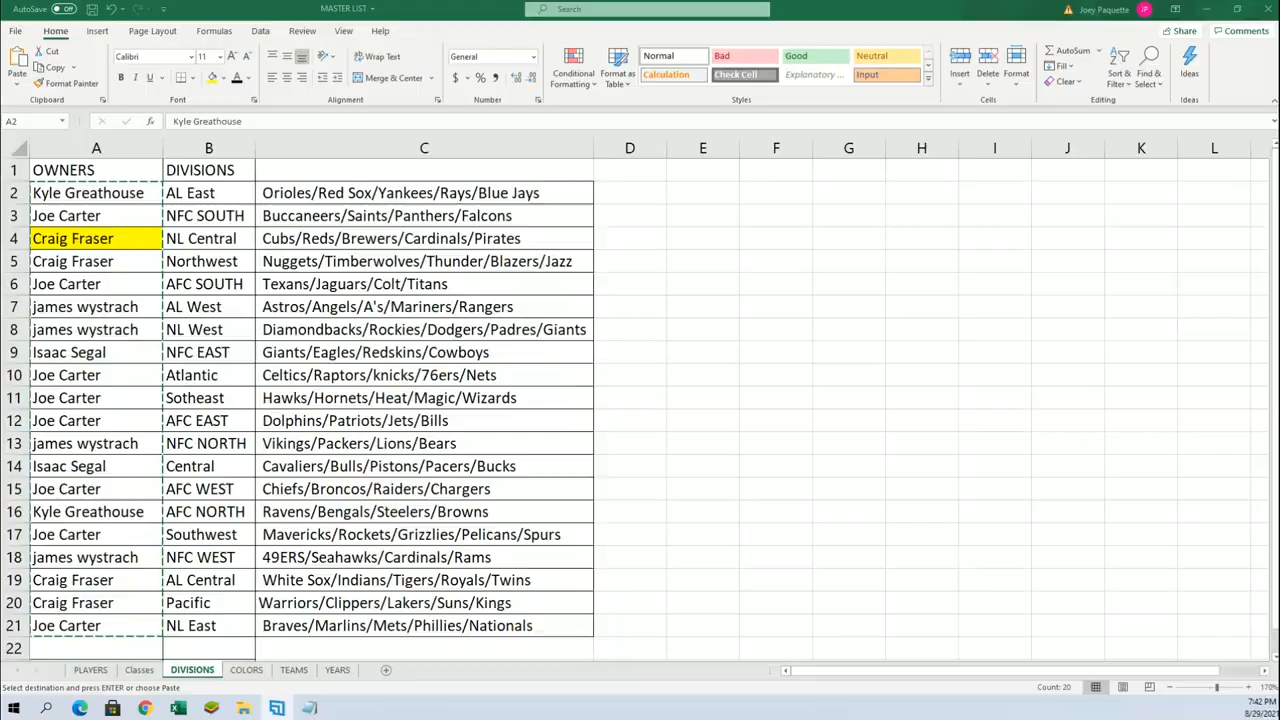 AutoSave Off MASTER LIST Search Joey Paquette JP
File Home Insert Page Layout Formulas Data Review View Help Share Comments
Paste Cut Copy Format Painter Clipboard
Calibri 11 B I U A A A Font
Wrap Text Merge & Center Alignment
General $ % , Number
Conditional Formatting Format as Table
Normal Bad Good Neutral
Calculation Check Cell Explanatory ... Input
Styles
Insert Delete Format Cells
AutoSum Fill Clear Sort & Filter Find & Select Editing
Ideas Ideas
A2 fx Kyle Greathouse
A B C D E F G H I J K L
1 OWNERS DIVISIONS
2 Kyle Greathouse AL East Orioles/Red Sox/Yankees/Rays/Blue Jays
3 Joe Carter NFC SOUTH Buccaneers/Saints/Panthers/Falcons
4 Craig Fraser NL Central Cubs/Reds/Brewers/Cardinals/Pirates
5 Craig Fraser Northwest Nuggets/Timberwolves/Thunder/Blazers/Jazz
6 Joe Carter AFC SOUTH Texans/Jaguars/Colt/Titans
7 james wystrach AL West Astros/Angels/A's/Mariners/Rangers
8 james wystrach NL West Diamondbacks/Rockies/Dodgers/Padres/Giants
9 Isaac Segal NFC EAST Giants/Eagles/Redskins/Cowboys
10 Joe Carter Atlantic Celtics/Raptors/knicks/76ers/Nets
11 Joe Carter Sotheast Hawks/Hornets/Heat/Magic/Wizards
12 Joe Carter AFC EAST Dolphins/Patriots/Jets/Bills
13 james wystrach NFC NORTH Vikings/Packers/Lions/Bears
14 Isaac Segal Central Cavaliers/Bulls/Pistons/Pacers/Bucks
15 Joe Carter AFC WEST Chiefs/Broncos/Raiders/Chargers
16 Kyle Greathouse AFC NORTH Ravens/Bengals/Steelers/Browns
17 Joe Carter Southwest Mavericks/Rockets/Grizzlies/Pelicans/Spurs
18 james wystrach NFC WEST 49ERS/Seahawks/Cardinals/Rams
19 Craig Fraser AL Central White Sox/Indians/Tigers/Royals/Twins
20 Craig Fraser Pacific Warriors/Clippers/Lakers/Suns/Kings
21 Joe Carter NL East Braves/Marlins/Mets/Phillies/Nationals
22
PLAYERS Classes DIVISIONS COLORS TEAMS YEARS
Select destination and press ENTER or choose Paste Count: 20 170%
7:42 PM